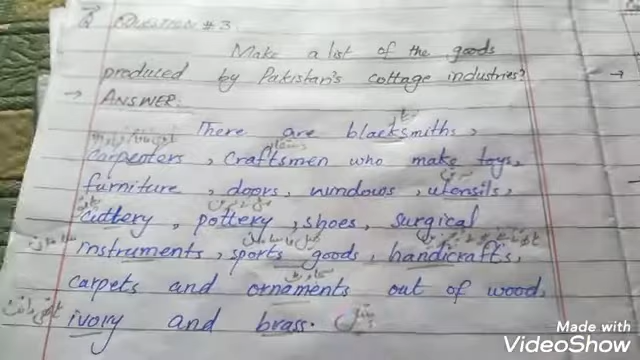 QUESTION # 3
Make a list of the goods
produced by Pakistan's cottage industries?
→ ANSWER:
There are blacksmiths,
carpenters, craftsmen who make toys,
furniture, doors, windows, utensils,
cuttery, pottery, shoes, surgical
instruments, sports goods, handicrafts,
carpets and ornaments out of wood,
ivory and brass. پیتل
Made with
VideoShow